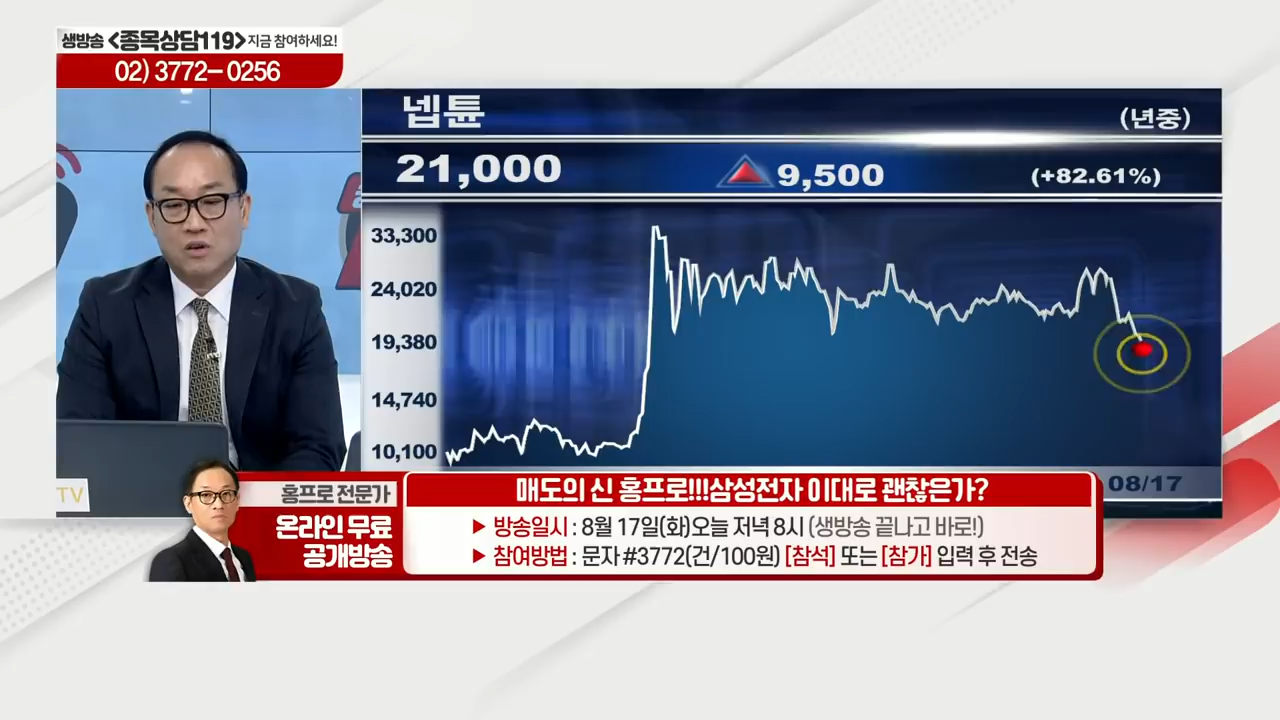 생방송 <종목상담119> 지금 참여하세요!
02) 3772-0256
넵튠
(년중)
21,000
9,500
(+82.61%)
33,300
24,020
19,380
14,740
10,100
08/17
TV
홍프로 전문가
온라인 무료
공개방송
매도의 신 홍프로!!!삼성전자 이대로 괜찮은가?
▶ 방송일시 : 8월 17일(화)오늘 저녁 8시 (생방송 끝나고 바로!)
▶ 참여방법 : 문자 #3772(건/100원) [참석] 또는 [참가] 입력 후 전송